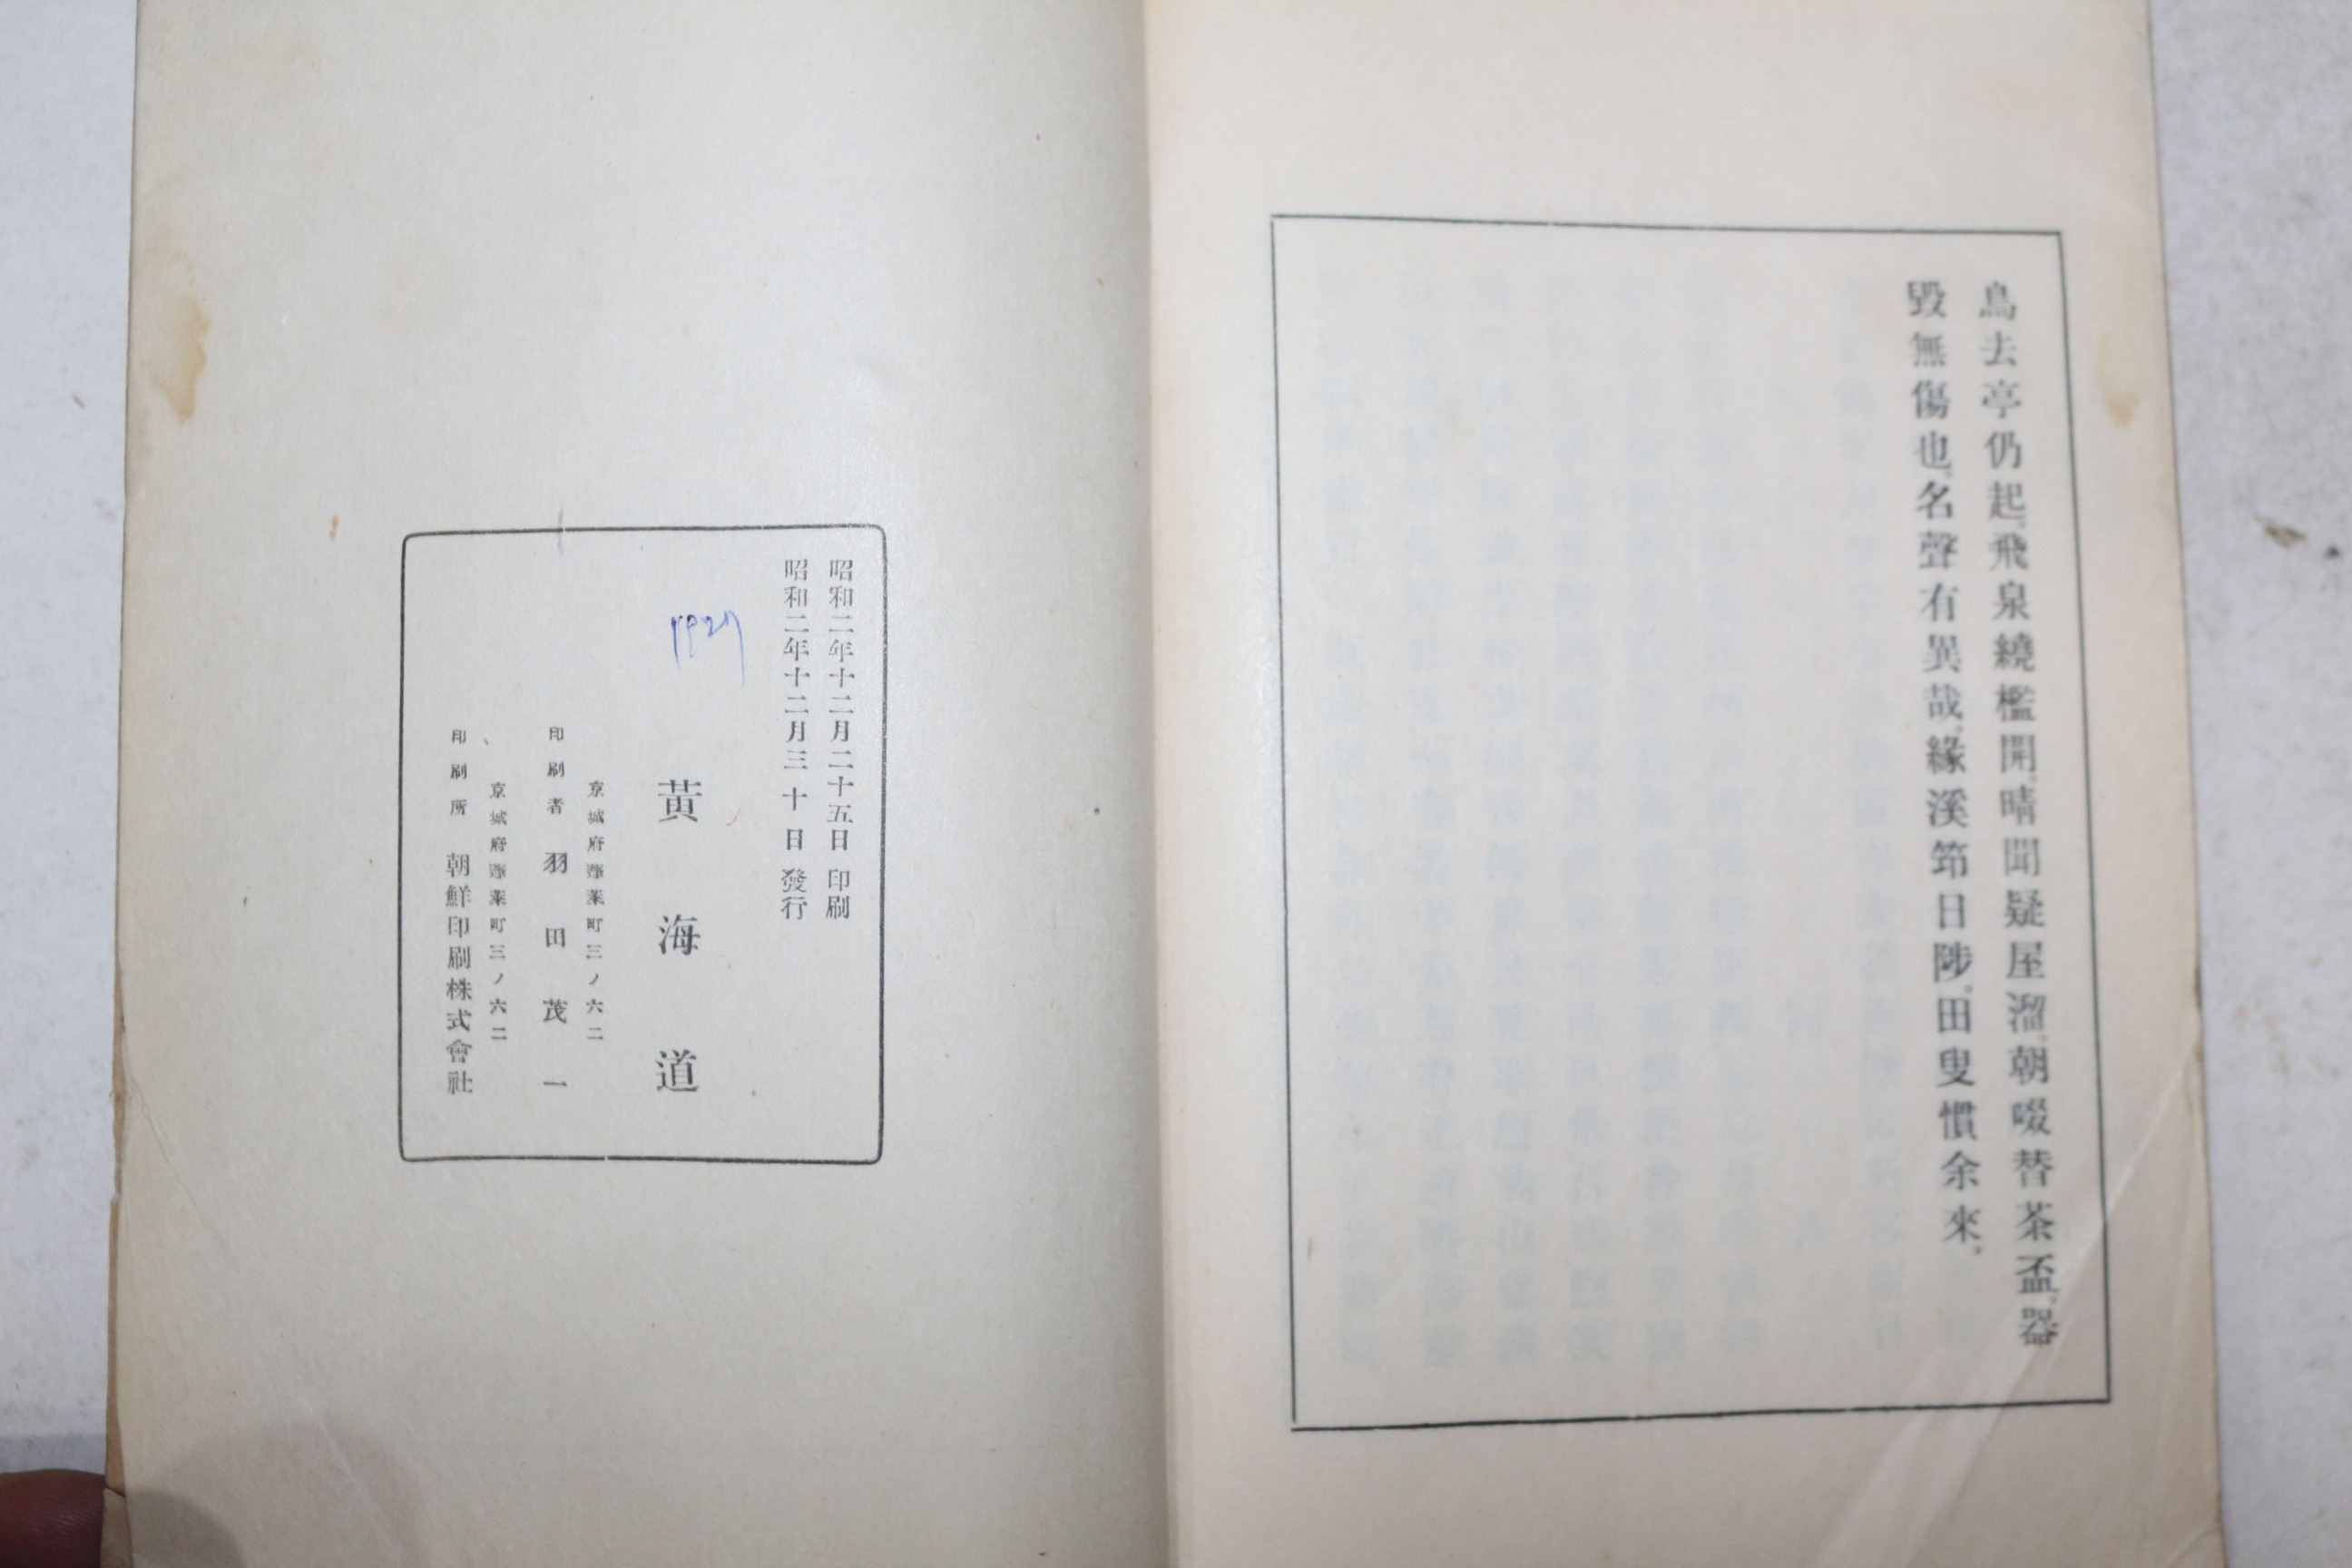 鳥去亭仍起。飛泉繞檻開。晴聞疑屋溜。朝啜替茶盃。器
毀無傷也。名聲有異哉。緣溪筇日陟。田叟慣余來。
昭和二年十二月二十五日印刷
昭和二年十二月三十日發行
1927
黃海道
京城府蓬萊町三ノ六二
印刷者 羽田茂一
京城府蓬萊町三ノ六二
印刷所 朝鮮印刷株式會社